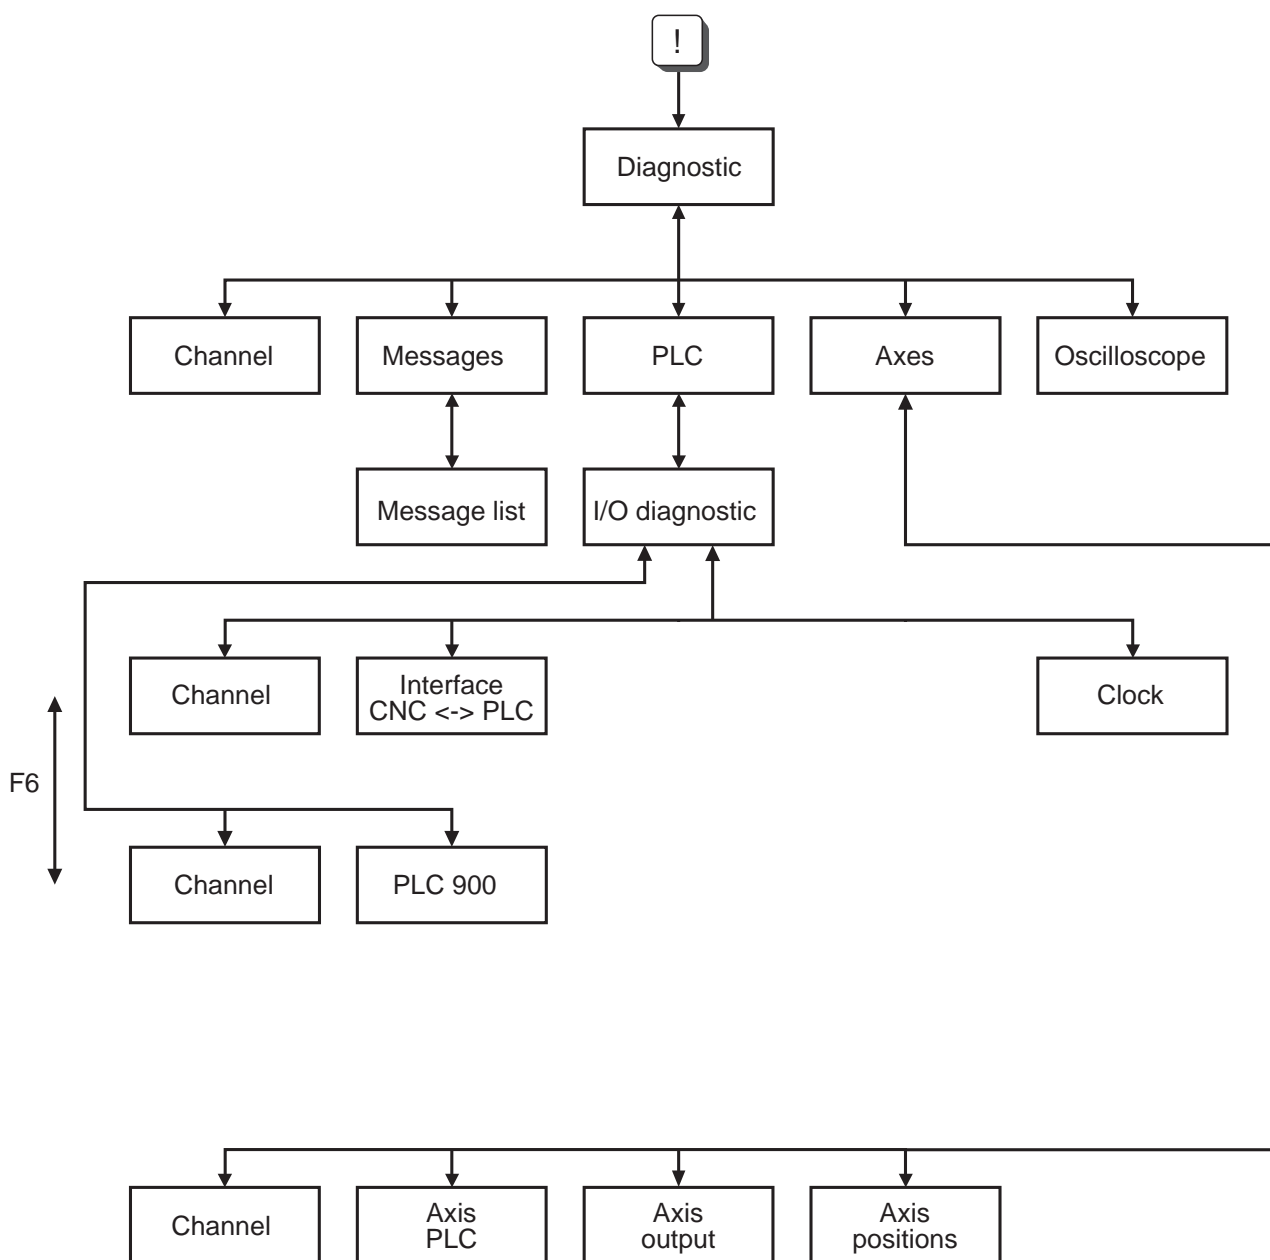 !
Diagnostic
Channel
Messages
PLC
Axes
Oscilloscope
Message list
I/O diagnostic
Channel
Interface
CNC <-> PLC
Clock
F6
Channel
PLC 900
Channel
Axis
PLC
Axis
output
Axis
positions